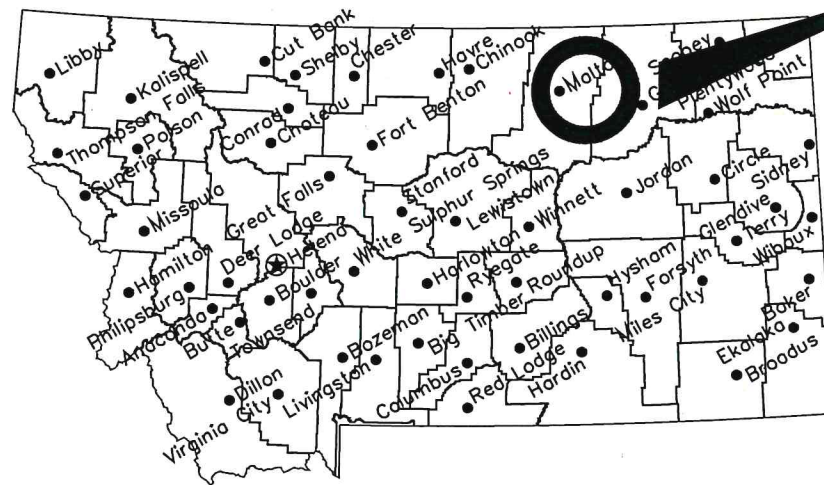 Libby
Cut Bank
Shelby
Chester
Havre
Chinook
Malta
Kalispell
Plentywood
Wolf Point
Thompson Falls
Polson
Conrad
Choteau
Fort Benton
Superior
Stanford
Jordan
Circle
Sidney
Missoula
Great Falls
White Sulphur Springs
Lewistown
Winnett
Glendive
Terry
Wibaux
Hamilton
Deer Lodge
Helena
Boulder
Harlowton
Ryegate
Roundup
Hysham
Forsyth
Miles City
Philipsburg
Anaconda
Butte
Townsend
Bozeman
Big Timber
Billings
Baker
Ekalaka
Broadus
Dillon
Virginia City
Livingston
Columbus
Red Lodge
Hardin